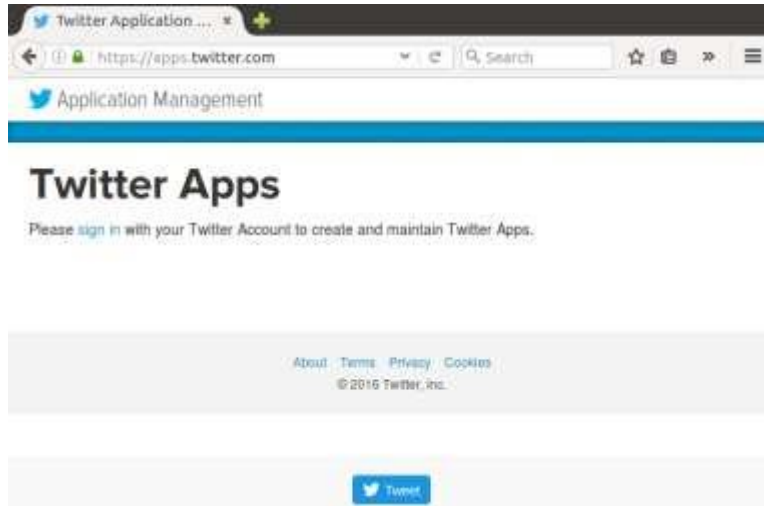 Twitter Application ... ×
https://apps.twitter.com
Search
Application Management
Twitter Apps
Please sign in with your Twitter Account to create and maintain Twitter Apps.
About Terms Privacy Cookies
© 2016 Twitter, Inc.
Tweet